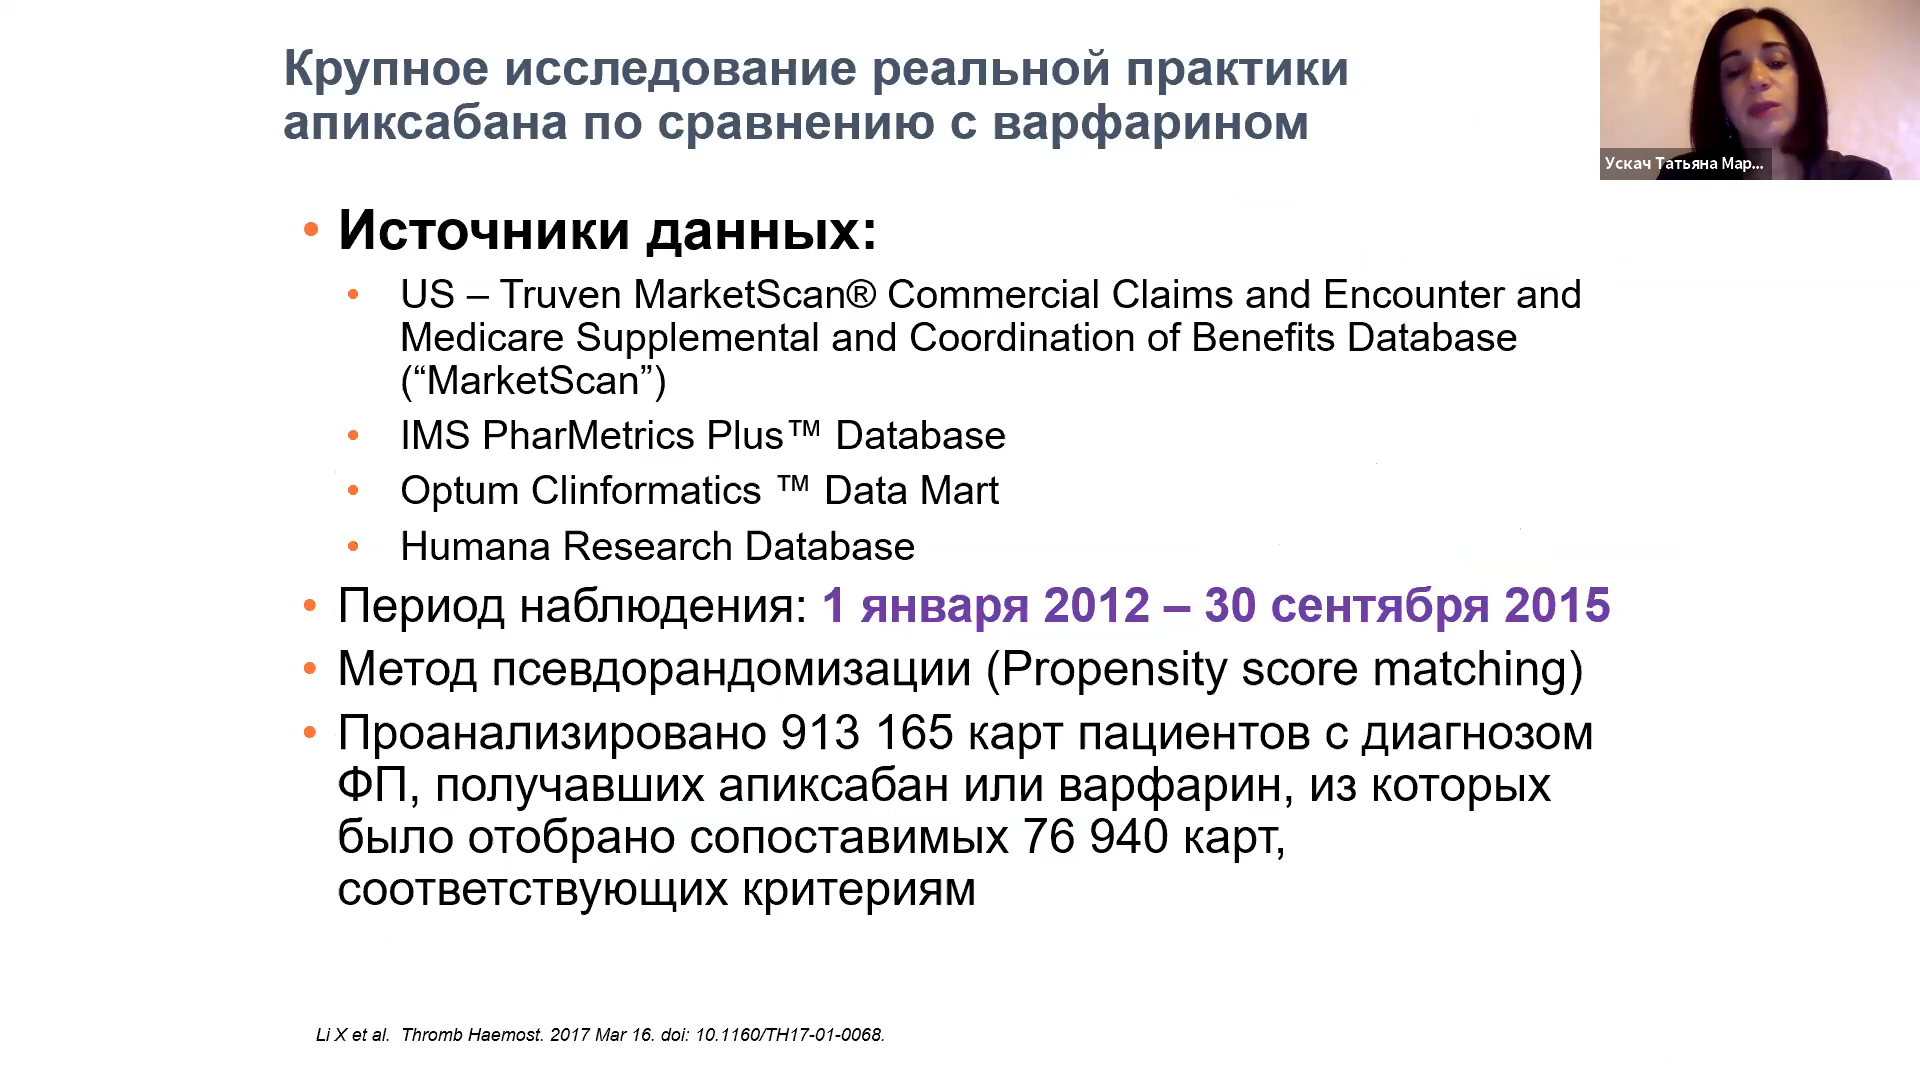 Крупное исследование реальной практики
апиксабана по сравнению с варфарином
Ускач Татьяна Мар...
• Источники данных:
• US – Truven MarketScan® Commercial Claims and Encounter and
Medicare Supplemental and Coordination of Benefits Database
(“MarketScan”)
• IMS PharMetrics Plus™ Database
• Optum Clinformatics ™ Data Mart
• Humana Research Database
• Период наблюдения: 1 января 2012 – 30 сентября 2015
• Метод псевдорандомизации (Propensity score matching)
• Проанализировано 913 165 карт пациентов с диагнозом
ФП, получавших апиксабан или варфарин, из которых
было отобрано сопоставимых 76 940 карт,
соответствующих критериям
Li X et al. Thromb Haemost. 2017 Mar 16. doi: 10.1160/TH17-01-0068.